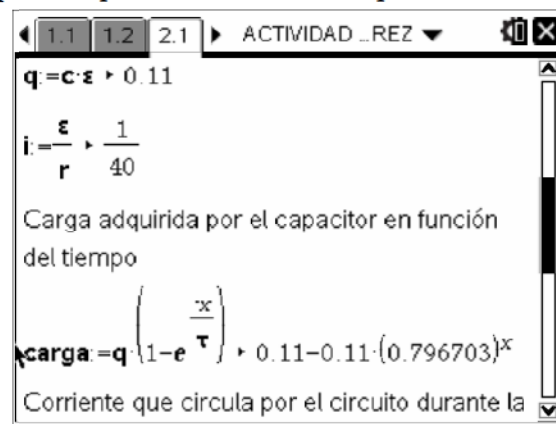 1.1 1.2 2.1 ACTIVIDAD ...REZ
q:=c·ε ▸ 0.11
i:=ε/r ▸ 1/40
Carga adquirida por el capacitor en función
del tiempo
carga:=q·(1-e^(-x/τ)) ▸ 0.11-0.11·(0.796703)^x
Corriente que circula por el circuito durante la